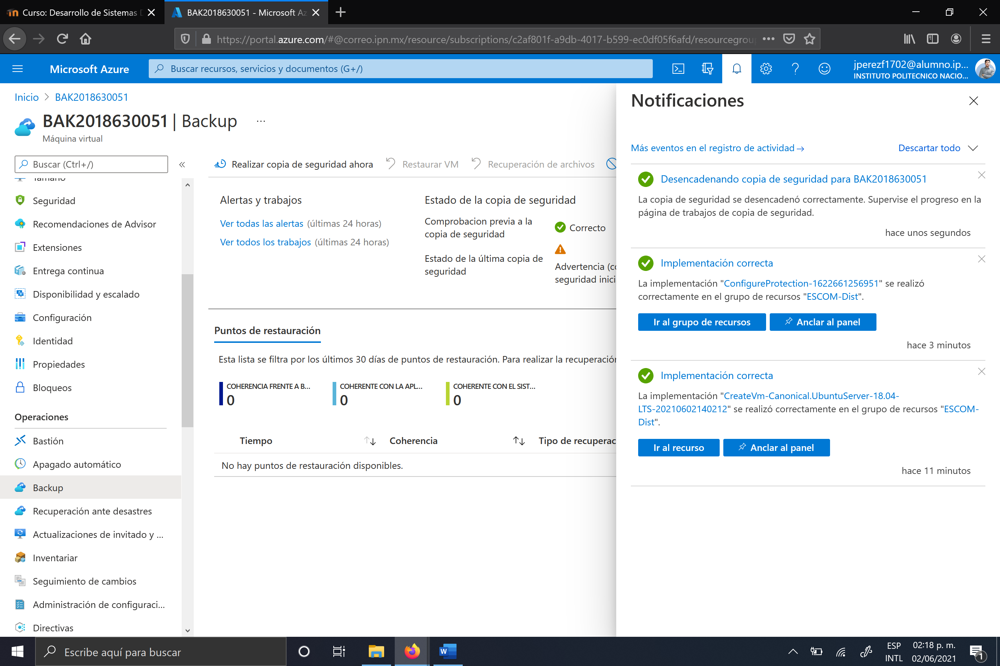 Curso: Desarrollo de Sistemas
BAK2018630051 - Microsoft Az
https://portal.azure.com/#@correo.ipn.mx/resource/subscriptions/c2af801f-a9db-4017-b599-ec0df05f6afd/resourcegroup
Microsoft Azure
Buscar recursos, servicios y documentos (G+/)
jperezf1702@alumno.ip...
INSTITUTO POLITECNICO NACIO...
Inicio > BAK2018630051
BAK2018630051 | Backup ...
Máquina virtual
Buscar (Ctrl+/)
«
Tamaño
Seguridad
Recomendaciones de Advisor
Extensiones
Entrega continua
Disponibilidad y escalado
Configuración
Identidad
Propiedades
Bloqueos
Operaciones
Bastión
Apagado automático
Backup
Recuperación ante desastres
Actualizaciones de invitado y ...
Inventariar
Seguimiento de cambios
Administración de configuraci...
Directivas
Realizar copia de seguridad ahora
Restaurar VM
Recuperación de archivos
Alertas y trabajos
Ver todas las alertas (últimas 24 horas)
Ver todos los trabajos (últimas 24 horas)
Estado de la copia de seguridad
Comprobacion previa a la
copia de seguridad
Correcto
Estado de la última copia de
seguridad
Advertencia (co
seguridad inici
Puntos de restauración
Esta lista se filtra por los últimos 30 días de puntos de restauración. Para realizar la recuperación
COHERENCIA FRENTE A B...
0
COHERENTE CON LA APL...
0
COHERENTE CON EL SIST...
0
Tiempo
Coherencia
Tipo de recuperac
No hay puntos de restauración disponibles.
Notificaciones
Más eventos en el registro de actividad →
Descartar todo
Desencadenando copia de seguridad para BAK2018630051
La copia de seguridad se desencadenó correctamente. Supervise el progreso en la
página de trabajos de copia de seguridad.
hace unos segundos
Implementación correcta
La implementación "ConfigureProtection-1622661256951" se realizó
correctamente en el grupo de recursos "ESCOM-Dist".
Ir al grupo de recursos
Anclar al panel
hace 3 minutos
Implementación correcta
La implementación "CreateVm-Canonical.UbuntuServer-18.04-
LTS-20210602140212" se realizó correctamente en el grupo de recursos "ESCOM-
Dist".
Ir al recurso
Anclar al panel
hace 11 minutos
Escribe aquí para buscar
ESP
INTL
02:18 p. m.
02/06/2021
1